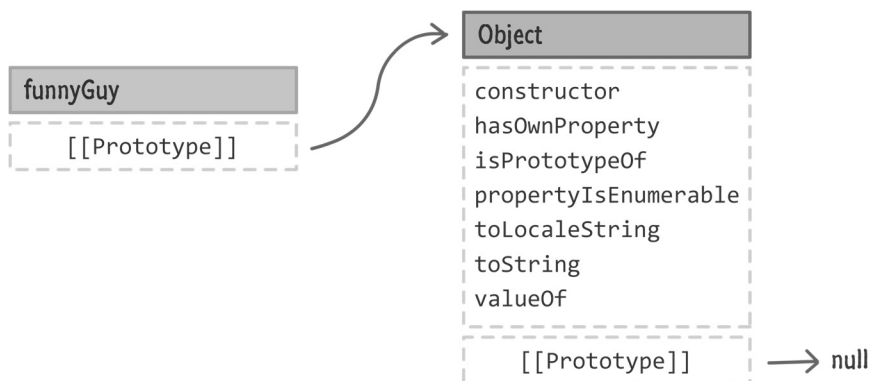 funnyGuy
[[Prototype]]
Object
constructor
hasOwnProperty
isPrototypeOf
propertyIsEnumerable
toLocaleString
toString
valueOf
[[Prototype]]
null